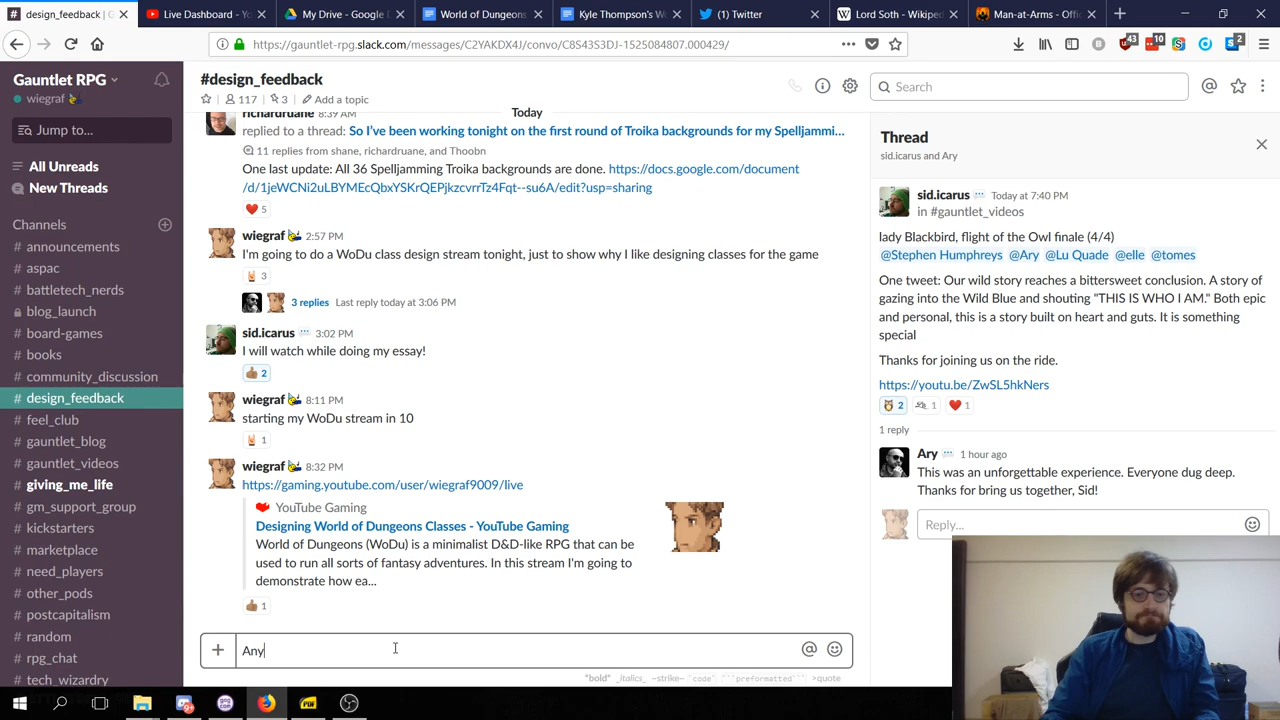 design_feedback | G
Live Dashboard - Yo
My Drive - Google D
World of Dungeons
Kyle Thompson's W
(1) Twitter
Lord Soth - Wikiped
Man-at-Arms - Offi
https://gauntlet-rpg.slack.com/messages/C2YAKDX4J/convo/C8S43S3DJ-1525084807.000429/
43
10
2
Gauntlet RPG
wiegraf
Jump to...
All Unreads
New Threads
Channels
# announcements
# aspac
# battletech_nerds
blog_launch
# board-games
# books
# community_discussion
# design_feedback
# feel_club
# gauntlet_blog
# gauntlet_videos
# giving_me_life
# gm_support_group
# kickstarters
# marketplace
# need_players
# other_pods
# postcapitalism
# random
# rpg_chat
# tech_wizardry
#design_feedback
117 | 3 | Add a topic
Search
Today
richardruane 8:39 AM
replied to a thread: So I've been working tonight on the first round of Troika backgrounds for my Spelljammi...
11 replies from shane, richardruane, and Thoobn
One last update: All 36 Spelljamming Troika backgrounds are done. https://docs.google.com/document
/d/1jeWCNi2uLBYMEcQbxYSKrQEPjkzcvrrTz4Fqt--su6A/edit?usp=sharing
5
wiegraf 2:57 PM
I'm going to do a WoDu class design stream tonight, just to show why I like designing classes for the game
3
3 replies Last reply today at 3:06 PM
sid.icarus 3:02 PM
I will watch while doing my essay!
2
wiegraf 8:11 PM
starting my WoDu stream in 10
1
wiegraf 8:32 PM
https://gaming.youtube.com/user/wiegraf9009/live
YouTube Gaming
Designing World of Dungeons Classes - YouTube Gaming
World of Dungeons (WoDu) is a minimalist D&D-like RPG that can be
used to run all sorts of fantasy adventures. In this stream I'm going to
demonstrate how ea...
1
Any
*bold* _italics_ ~strike~ `code` ```preformatted``` >quote
Thread
sid.icarus and Ary
sid.icarus Today at 7:40 PM
in #gauntlet_videos
lady Blackbird, flight of the Owl finale (4/4)
@Stephen Humphreys @Ary @Lu Quade @elle @tomes
One tweet: Our wild story reaches a bittersweet conclusion. A story of
gazing into the Wild Blue and shouting "THIS IS WHO I AM." Both epic
and personal, this is a story built on heart and guts. It is something
special
Thanks for joining us on the ride.
https://youtu.be/ZwSL5hkNers
2 1 1
1 reply
Ary 1 hour ago
This was an unforgettable experience. Everyone dug deep.
Thanks for bring us together, Sid!
Reply...